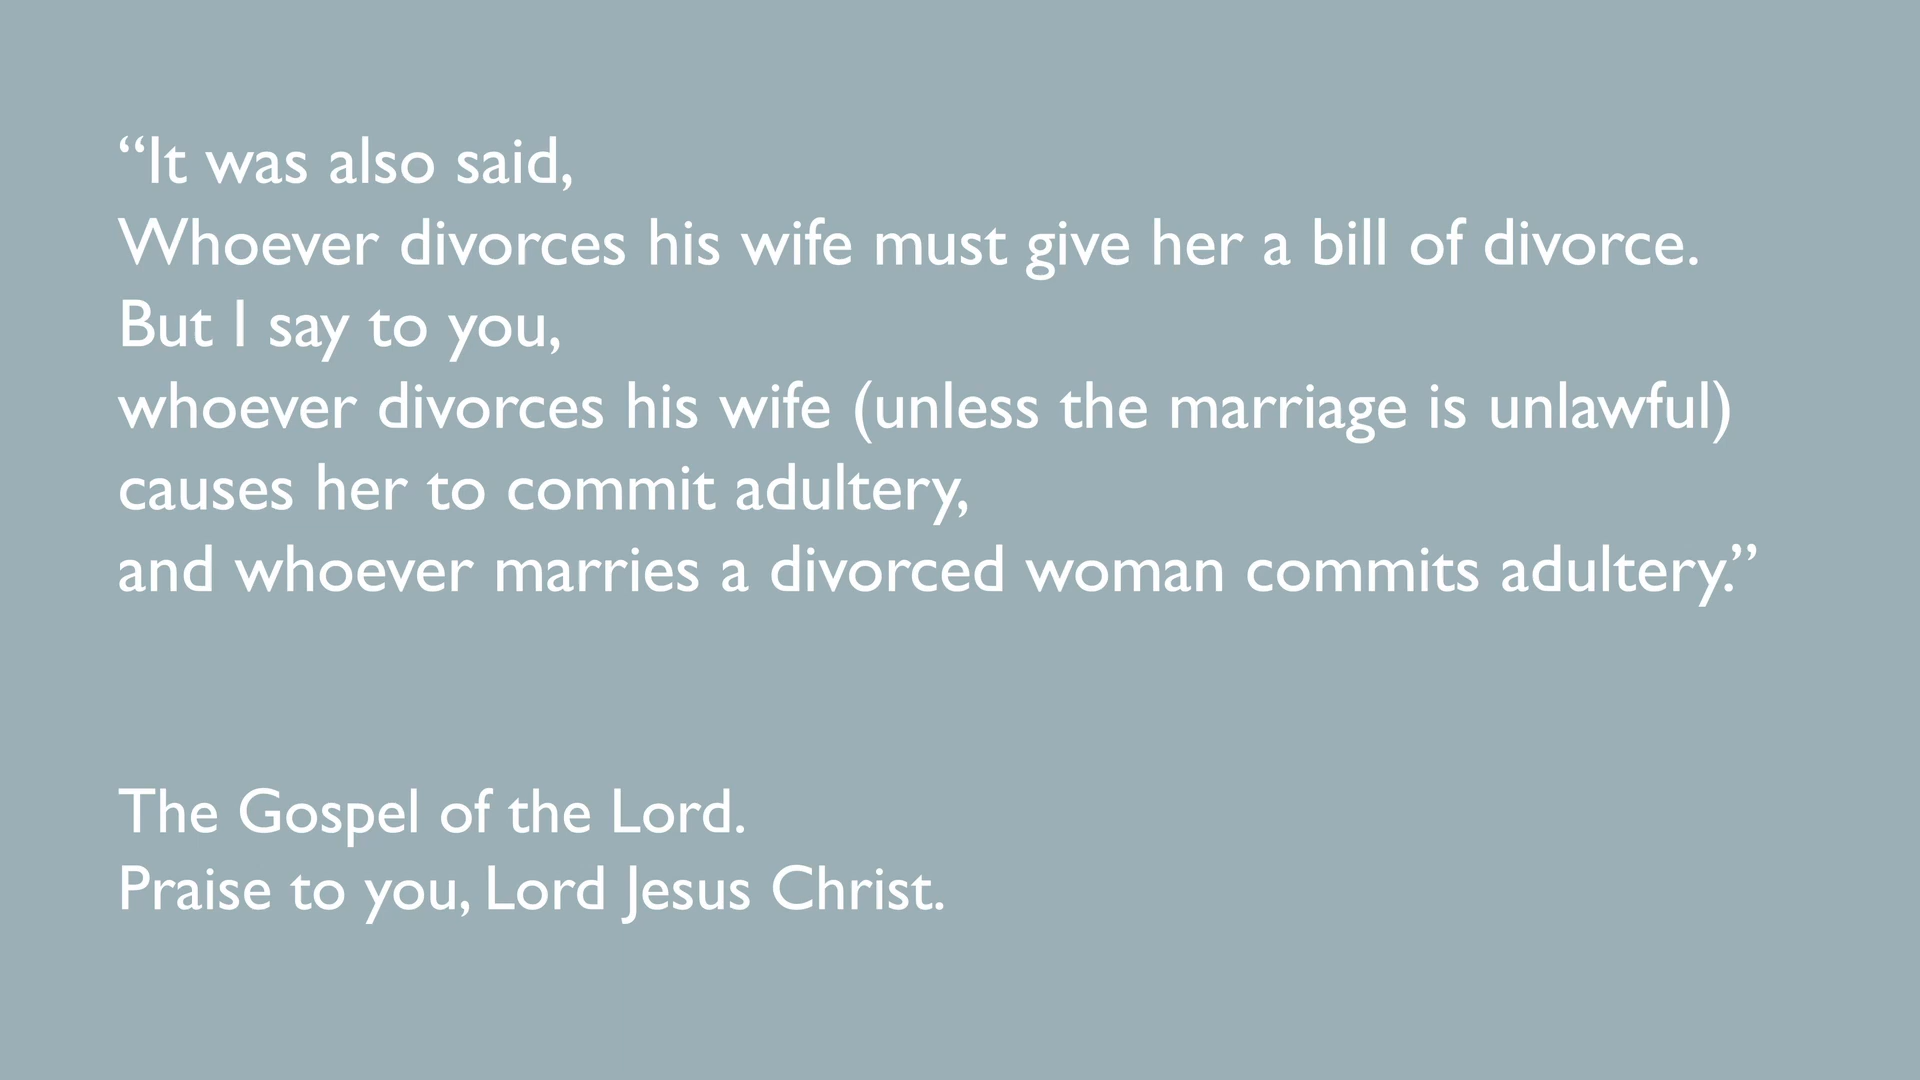 “It was also said,
Whoever divorces his wife must give her a bill of divorce.
But I say to you,
whoever divorces his wife (unless the marriage is unlawful)
causes her to commit adultery,
and whoever marries a divorced woman commits adultery.”
The Gospel of the Lord.
Praise to you, Lord Jesus Christ.